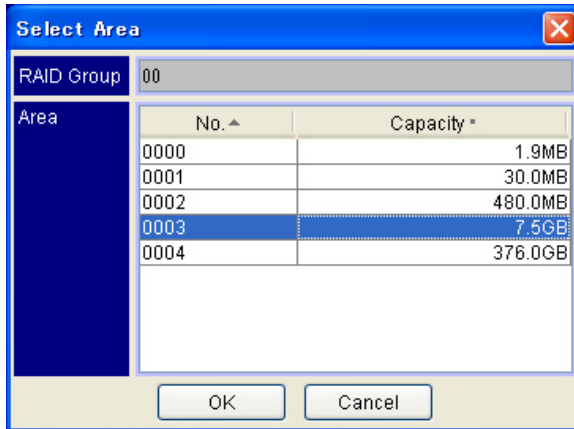 Select Area
RAID Group 00
Area
No. Capacity
0000 1.9MB
0001 30.0MB
0002 480.0MB
0003 7.5GB
0004 376.0GB
OK Cancel